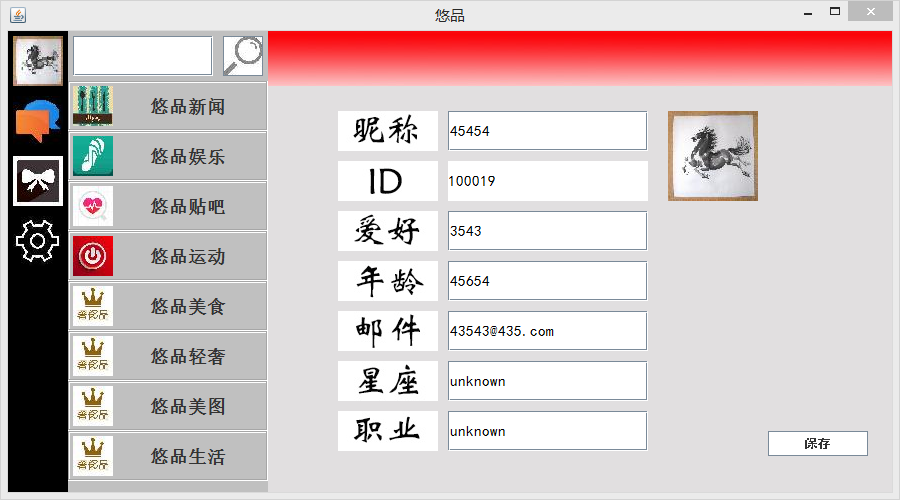 悠品
悠品新闻
悠品娱乐
悠品贴吧
悠品运动
悠品美食
悠品轻奢
悠品美图
悠品生活
昵称
45454
ID
100019
爱好
3543
年龄
45654
邮件
43543@435.com
星座
unknown
职业
unknown
保存